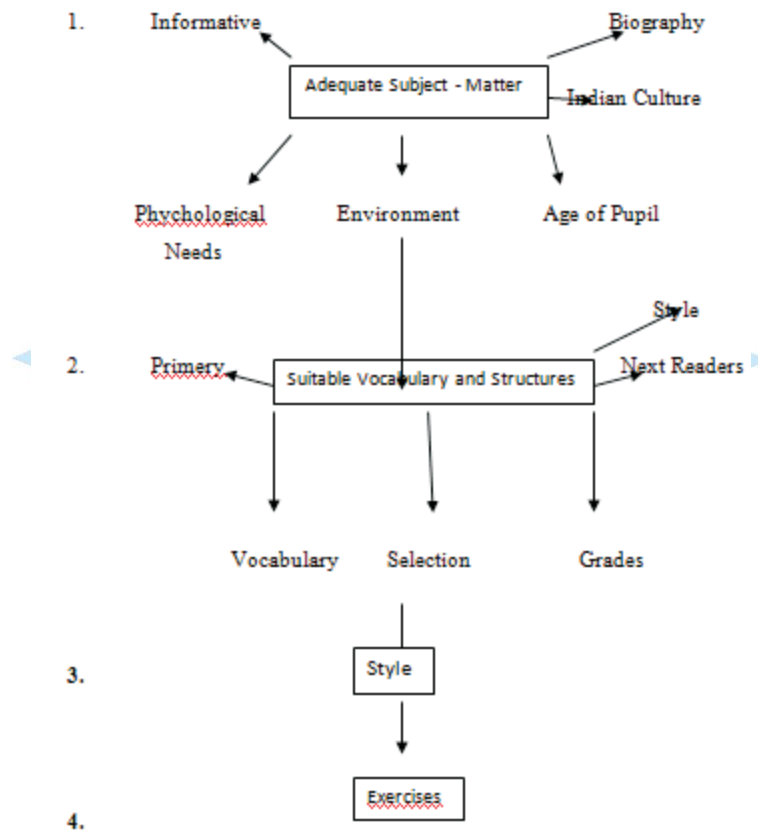 1. Informative Biography
Adequate Subject - Matter
Indian Culture
Phychological Environment Age of Pupil
Needs
Style
2. Primery Next Readers
Suitable Vocabulary and Structures
Vocabulary Selection Grades
3. Style
Exercises
4.